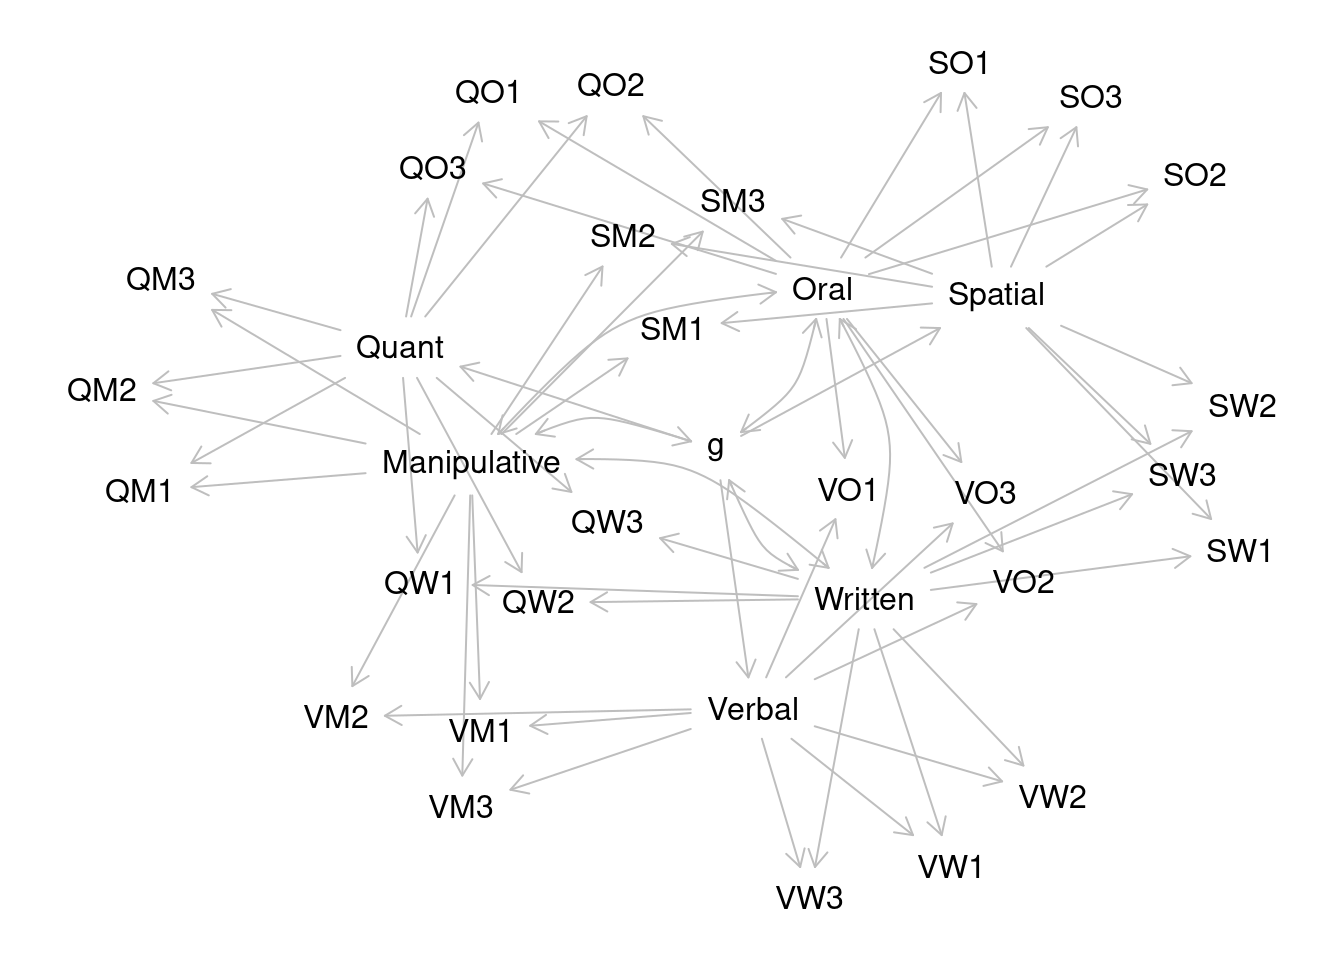 SO1
QO1
QO2
SO3
QO3
SO2
SM3
SM2
QM3
Oral
Spatial
SM1
Quant
QM2
SW2
g
Manipulative
SW3
QM1
VO1
VO3
QW3
SW1
QW1
VO2
QW2
Written
Verbal
VM2
VM1
VW2
VM3
VW1
VW3